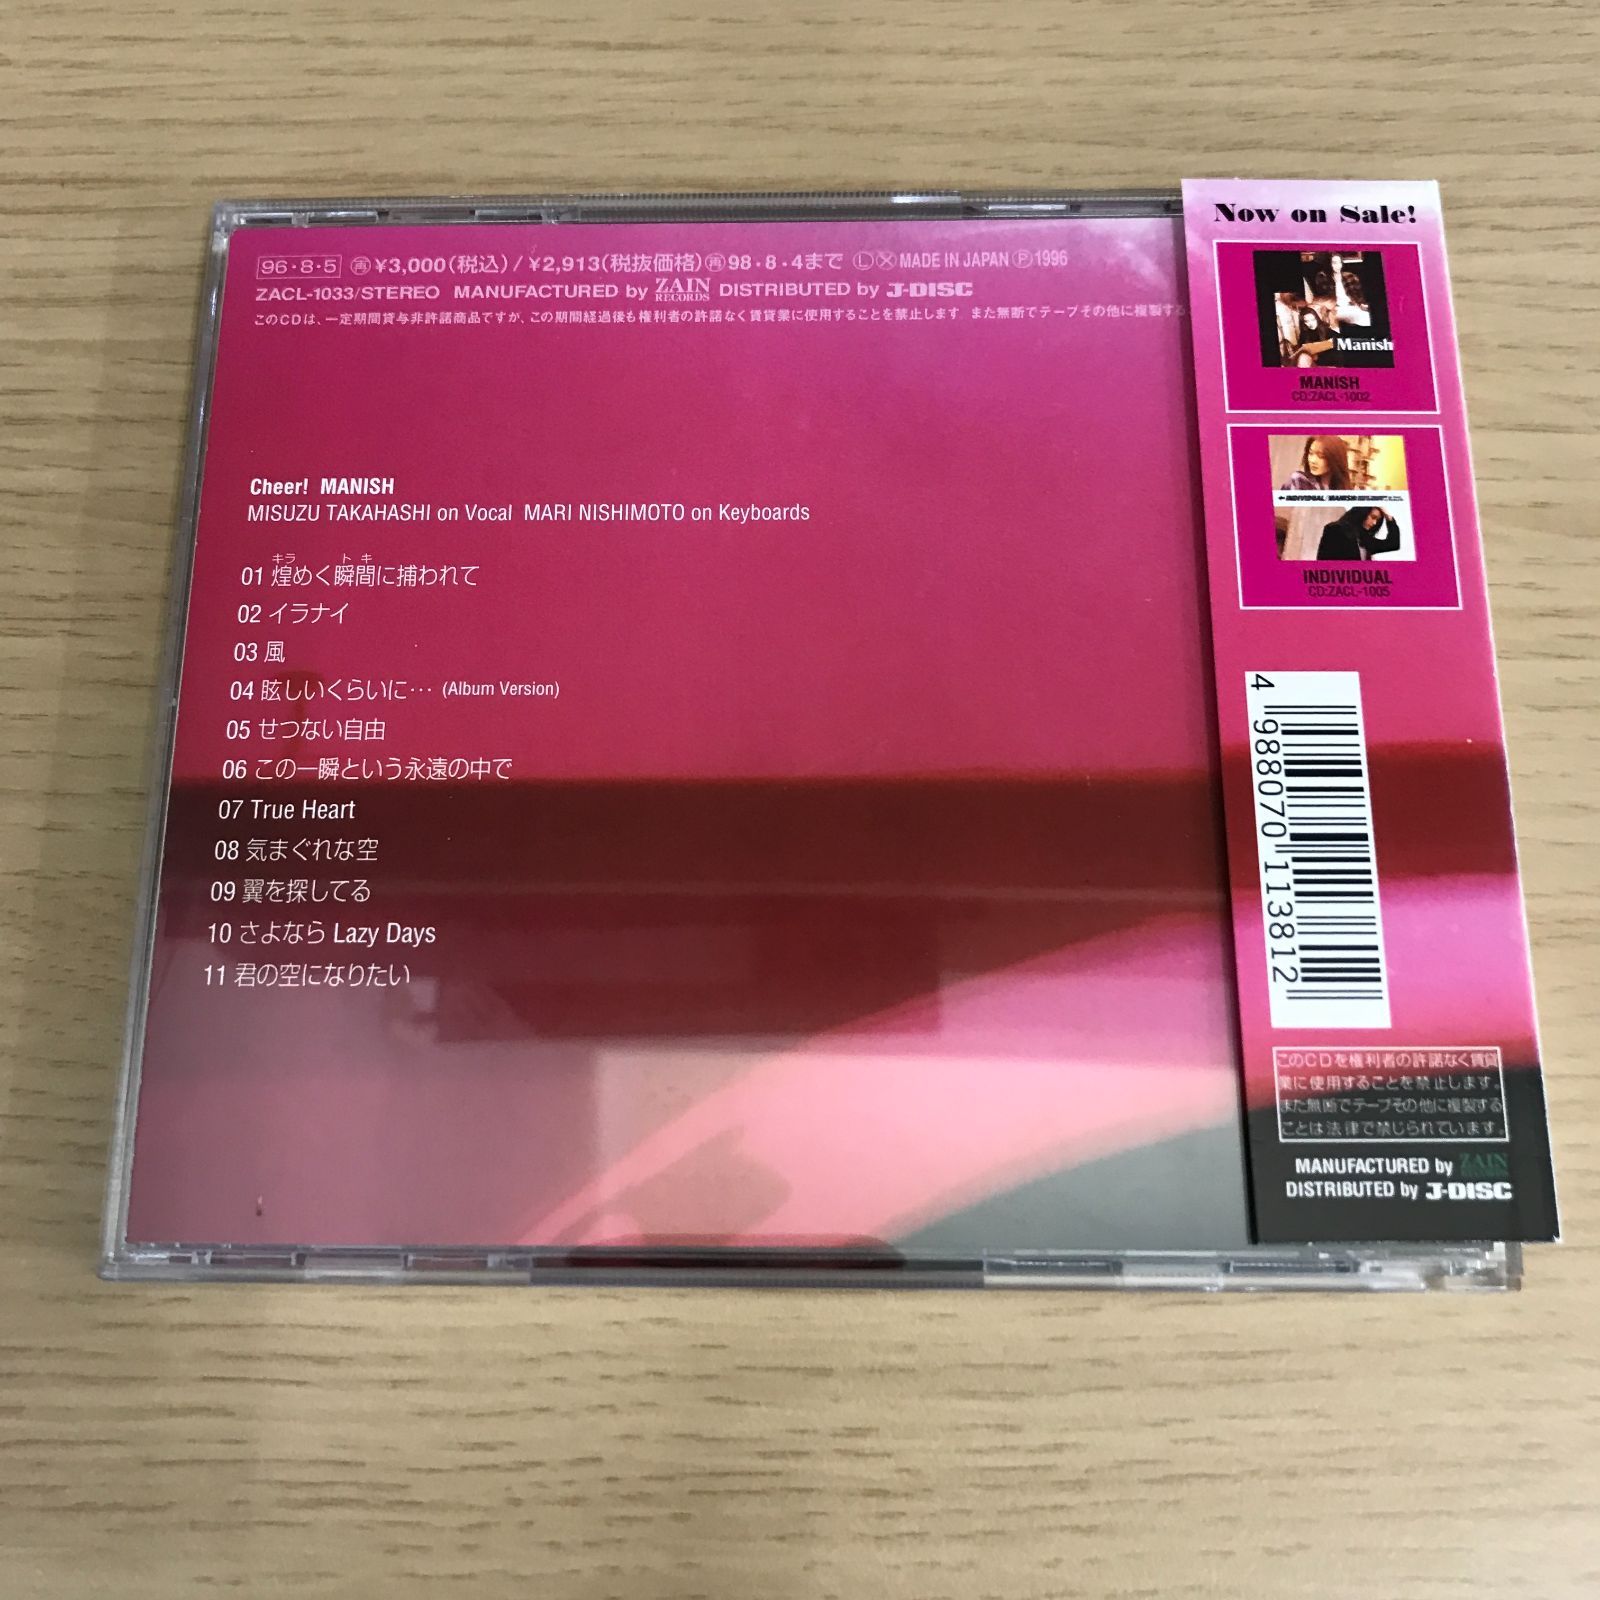 96・8・5 ㊢¥3,000(税込)/¥2,913(税抜価格)㊢98・8・4まで ⓁⓍ MADE IN JAPAN Ⓟ1996
ZACL-1033/STEREO MANUFACTURED by ZAIN RECORDS DISTRIBUTED by J-DISC
このCDは、一定期間貸与非許諾商品ですが、この期間経過後も権利者の許諾なく賃貸業に使用することを禁止します。また無断でテープその他に複製する
Cheer! MANISH
MISUZU TAKAHASHI on Vocal MARI NISHIMOTO on Keyboards
キラ トキ
01 煌めく瞬間に捕われて
02 イラナイ
03 風
04 眩しいくらいに… (Album Version)
05 せつない自由
06 この一瞬という永遠の中で
07 True Heart
08 気まぐれな空
09 翼を探してる
10 さよなら Lazy Days
11 君の空になりたい
Now on Sale!
Manish
MANISH
CD:ZACL-1002
INDIVIDUAL/MANISH
INDIVIDUAL
CD:ZACL-1005
4 988070 113812
このCDを権利者の許諾なく賃貸
業に使用することを禁止します。
また無断でテープその他に複製する
ことは法律で禁じられています。
MANUFACTURED by ZAIN
DISTRIBUTED by J-DISC